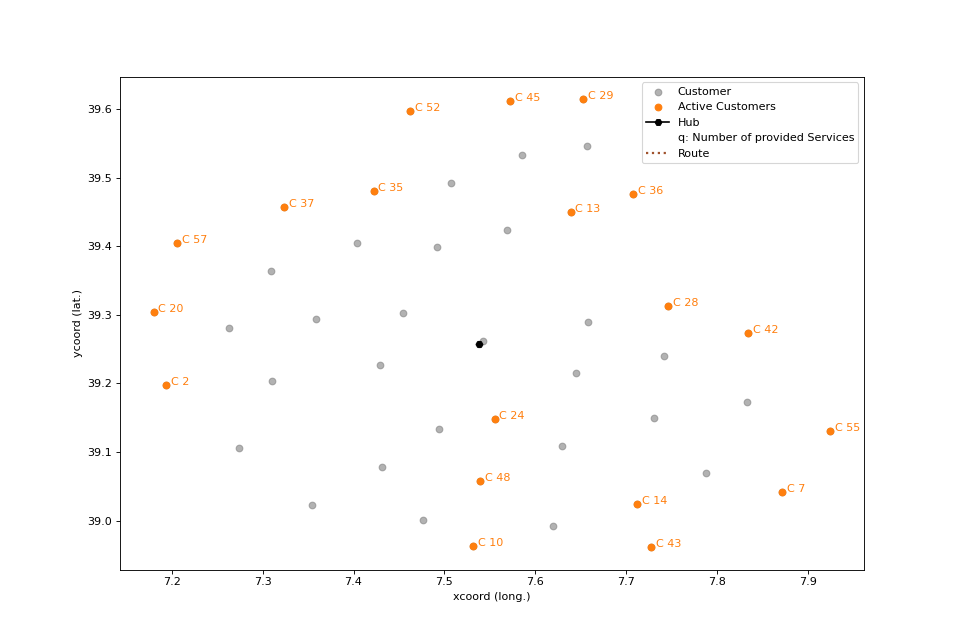 Customer
Active Customers
Hub
q: Number of provided Services
Route
C 52
C 45
C 29
C 37
C 35
C 13
C 36
C 57
C 20
C 28
C 42
C 2
C 24
C 55
C 48
C 14
C 7
C 10
C 43
39.6
39.5
39.4
39.3
39.2
39.1
39.0
ycoord (lat.)
7.2 7.3 7.4 7.5 7.6 7.7 7.8 7.9
xcoord (long.)